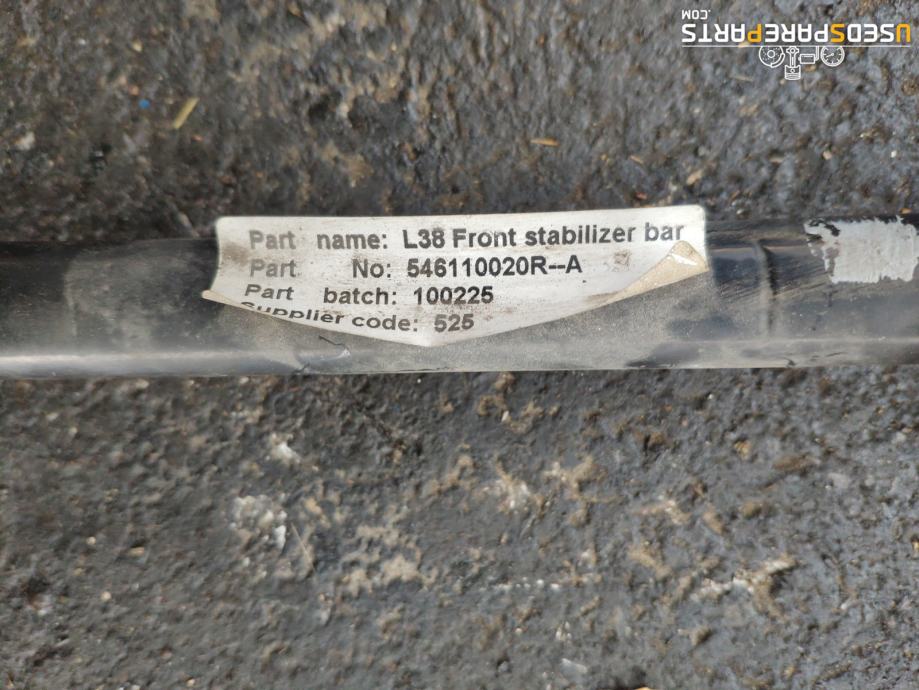 USEDSPAREPARTS
.COM
Part name: L38 Front stabilizer bar
Part No: 546110020R--A
Part batch: 100225
Supplier code: 525